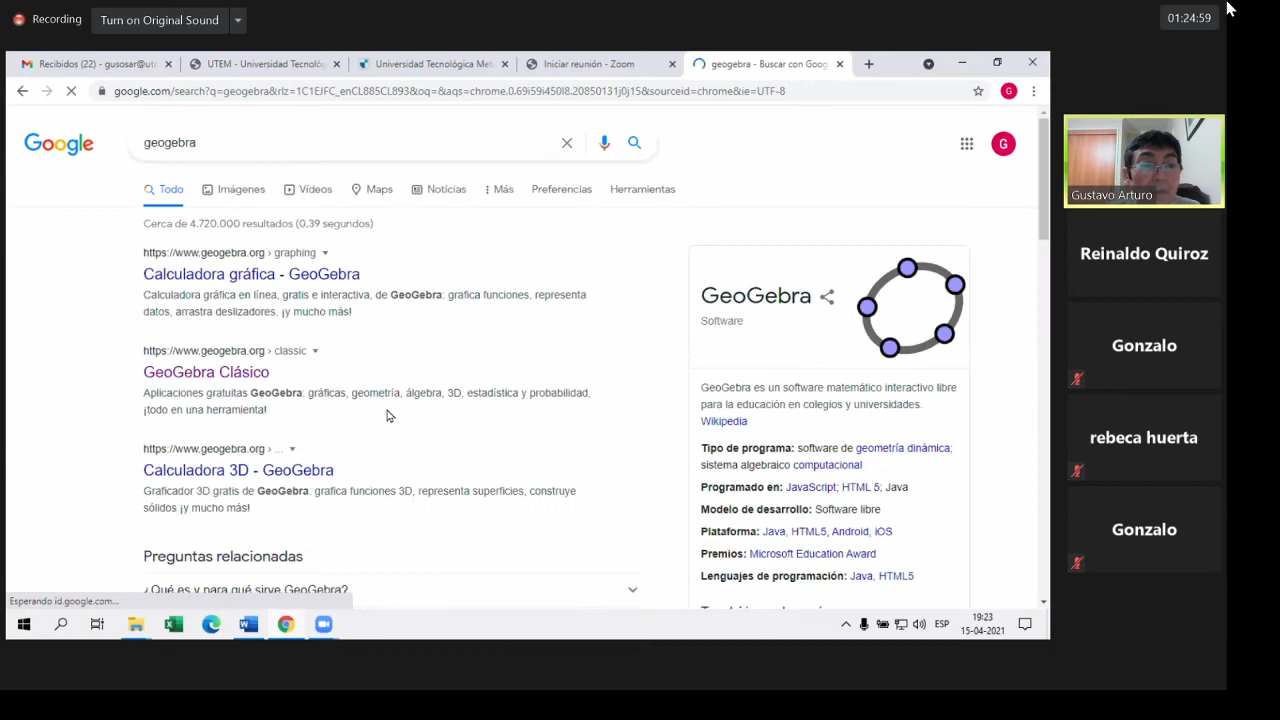 Recording
Turn on Original Sound
01:24:59
Recibidos (22) - gusosar@ute
UTEM - Universidad Tecnológ
Universidad Tecnológica Met
Iniciar reunión - Zoom
geogebra - Buscar con Goog
google.com/search?q=geogebra&rlz=1C1EJFC_enCL885CL893&oq=&aqs=chrome.0.69i59i450l8.20850131j0j15&sourceid=chrome&ie=UTF-8
G
Google
geogebra
G
Todo
Imágenes
Vídeos
Maps
Noticias
Más
Preferencias
Herramientas
Cerca de 4.720.000 resultados (0,39 segundos)
https://www.geogebra.org › graphing
Calculadora gráfica - GeoGebra
Calculadora gráfica en línea, gratis e interactiva, de GeoGebra: grafica funciones, representa
datos, arrastra deslizadores, ¡y mucho más!
https://www.geogebra.org › classic
GeoGebra Clásico
Aplicaciones gratuitas GeoGebra: gráficas, geometría, álgebra, 3D, estadística y probabilidad,
¡todo en una herramienta!
https://www.geogebra.org › ...
Calculadora 3D - GeoGebra
Graficador 3D gratis de GeoGebra: grafica funciones 3D, representa superficies, construye
sólidos ¡y mucho más!
Preguntas relacionadas
¿Qué es y para qué sirve GeoGebra?
Esperando id.google.com...
GeoGebra
Software
GeoGebra es un software matemático interactivo libre
para la educación en colegios y universidades.
Wikipedia
Tipo de programa: software de geometría dinámica;
sistema algebraico computacional
Programado en: JavaScript; HTML 5; Java
Modelo de desarrollo: Software libre
Plataforma: Java, HTML5, Android, iOS
Premios: Microsoft Education Award
Lenguajes de programación: Java, HTML5
ESP
19:23
15-04-2021
Gustavo Arturo
Reinaldo Quiroz
Gonzalo
rebeca huerta
Gonzalo